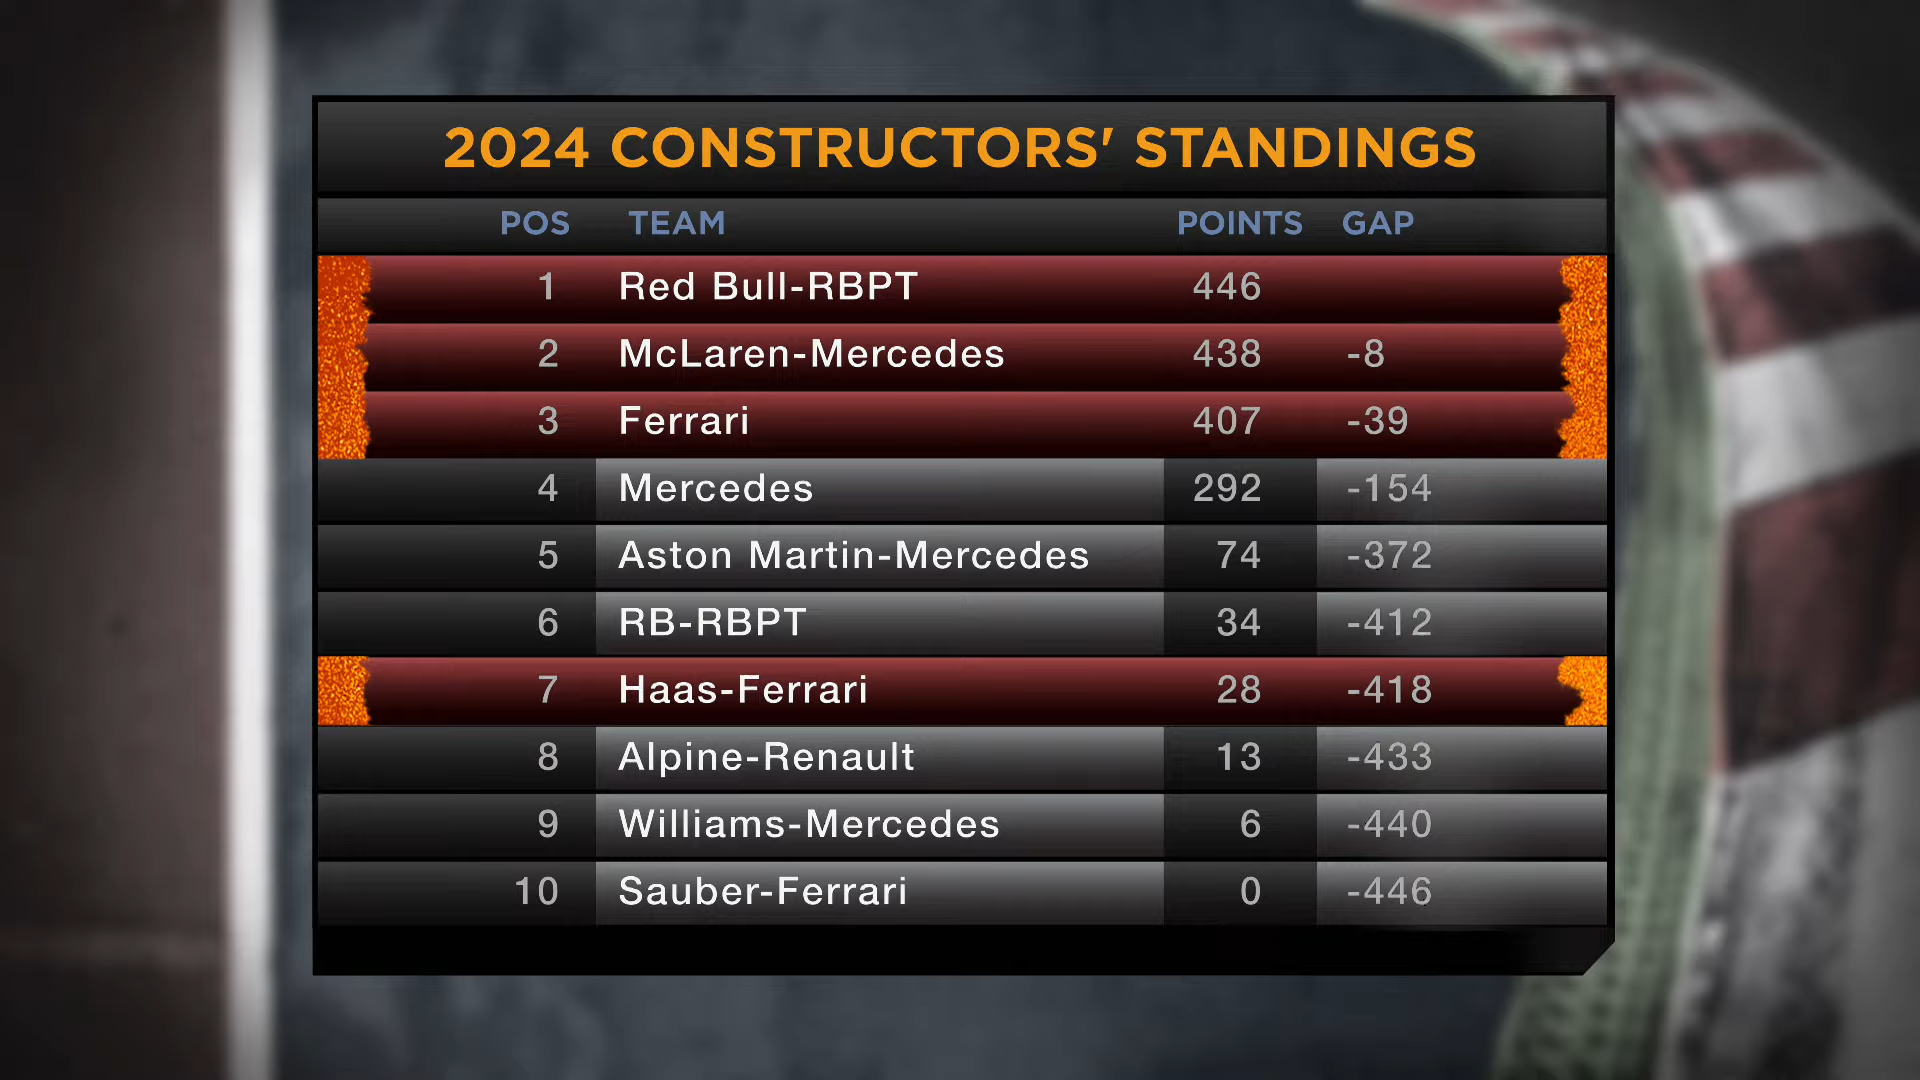 2024 CONSTRUCTORS' STANDINGS
POS TEAM POINTS GAP
1 Red Bull-RBPT 446
2 McLaren-Mercedes 438 -8
3 Ferrari 407 -39
4 Mercedes 292 -154
5 Aston Martin-Mercedes 74 -372
6 RB-RBPT 34 -412
7 Haas-Ferrari 28 -418
8 Alpine-Renault 13 -433
9 Williams-Mercedes 6 -440
10 Sauber-Ferrari 0 -446